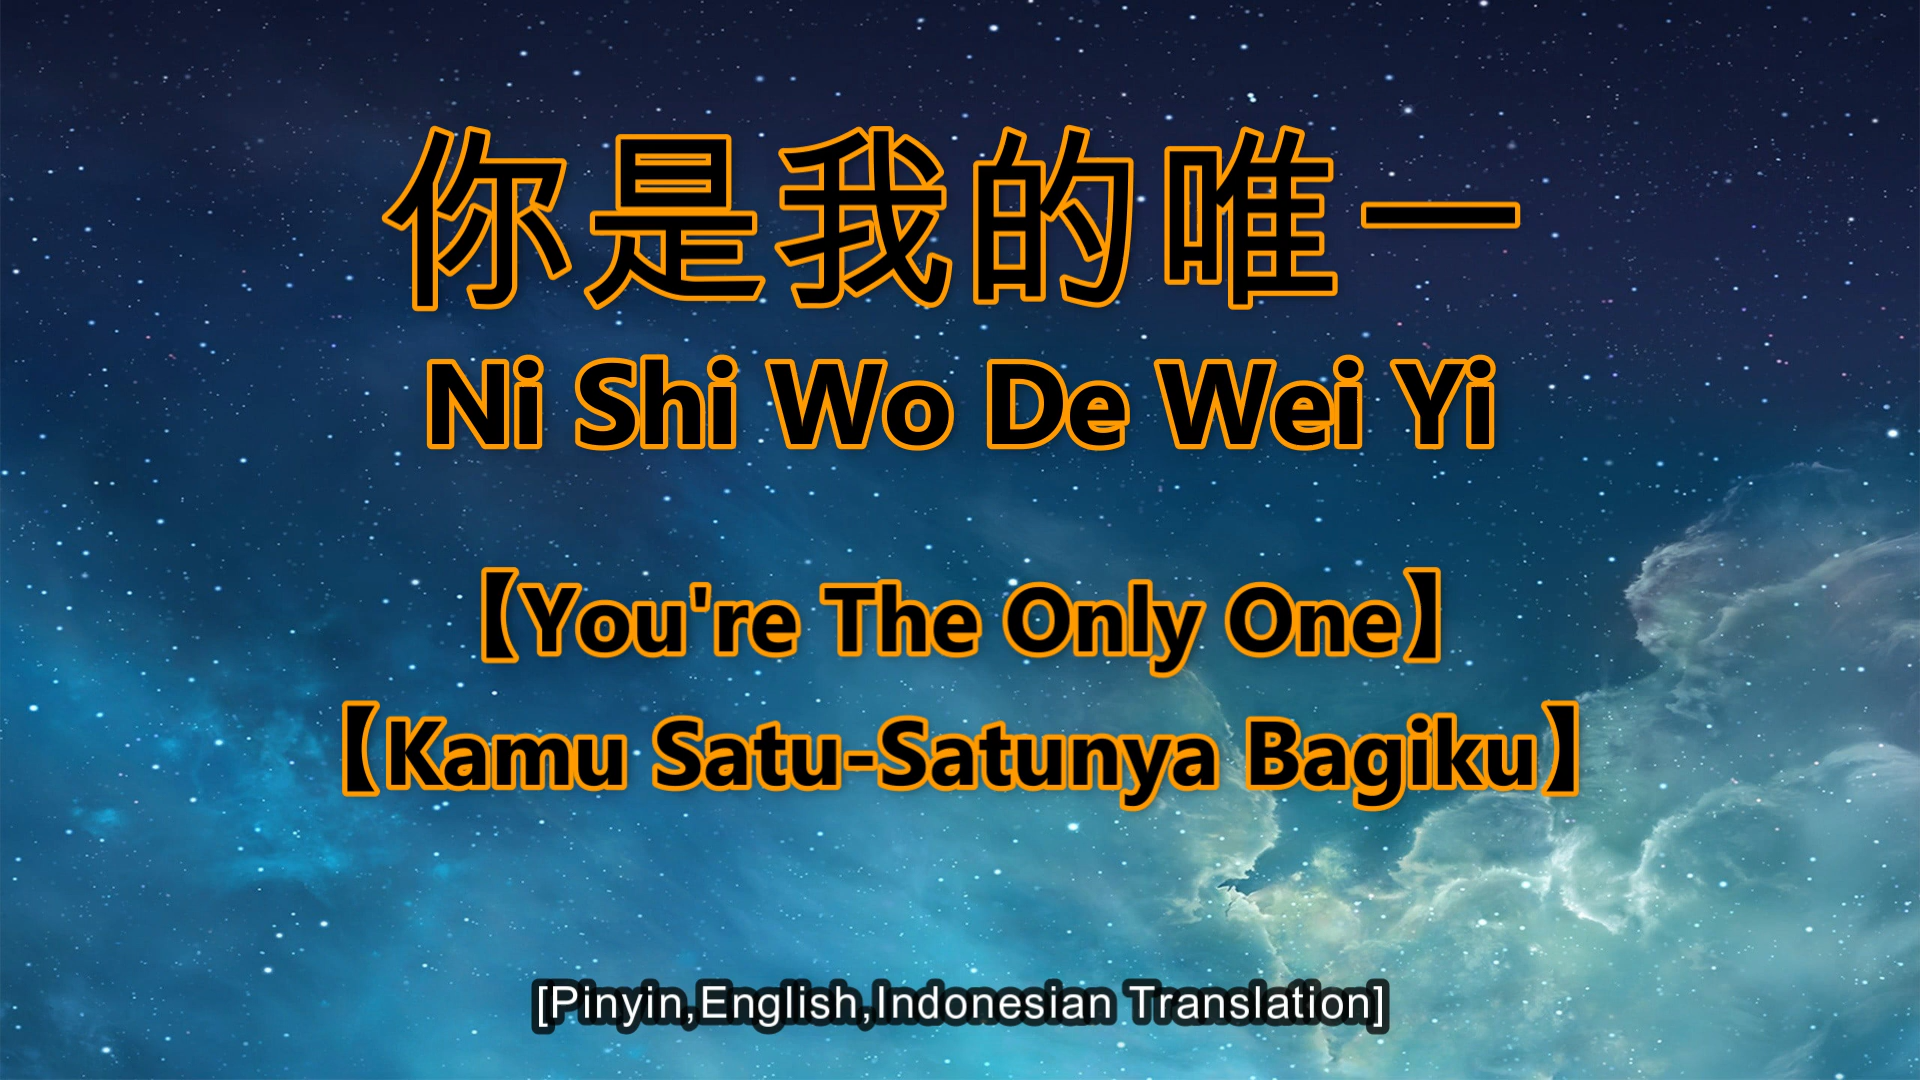 你是我的唯一
Ni Shi Wo De Wei Yi
【You're The Only One】
【Kamu Satu-Satunya Bagiku】
[Pinyin,English,Indonesian Translation]